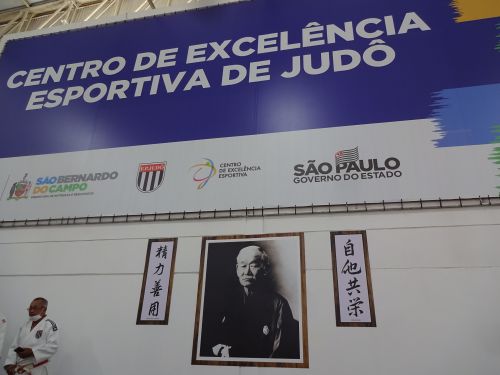 CENTRO DE EXCELÊNCIA
ESPORTIVA DE JUDÔ
SÃO BERNARDO
DO CAMPO
F.P.JUDÔ
CENTRO DE EXCELÊNCIA
ESPORTIVA
SÃO PAULO
GOVERNO DO ESTADO
精力善用
自他共栄